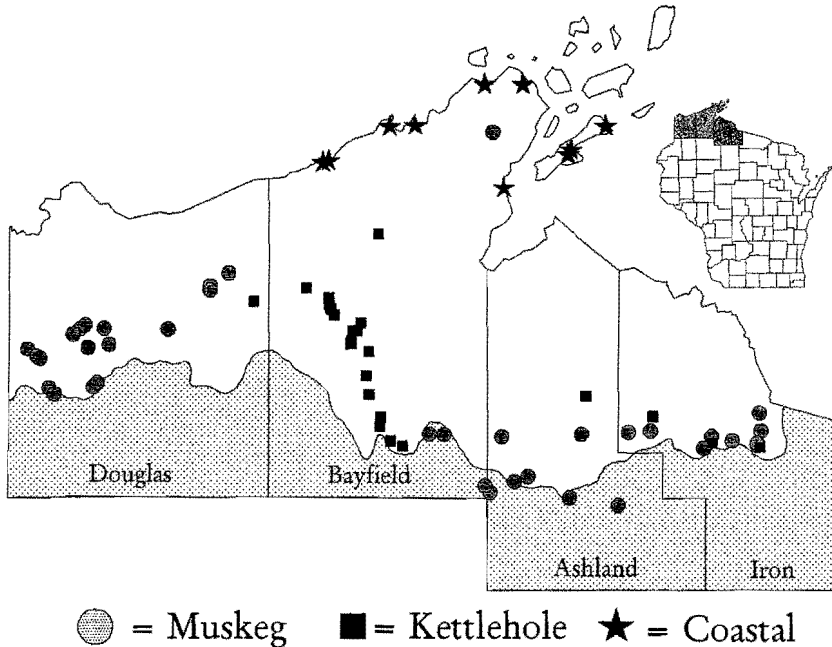 Douglas
Bayfield
Ashland
Iron
= Muskeg
= Kettlehole
= Coastal